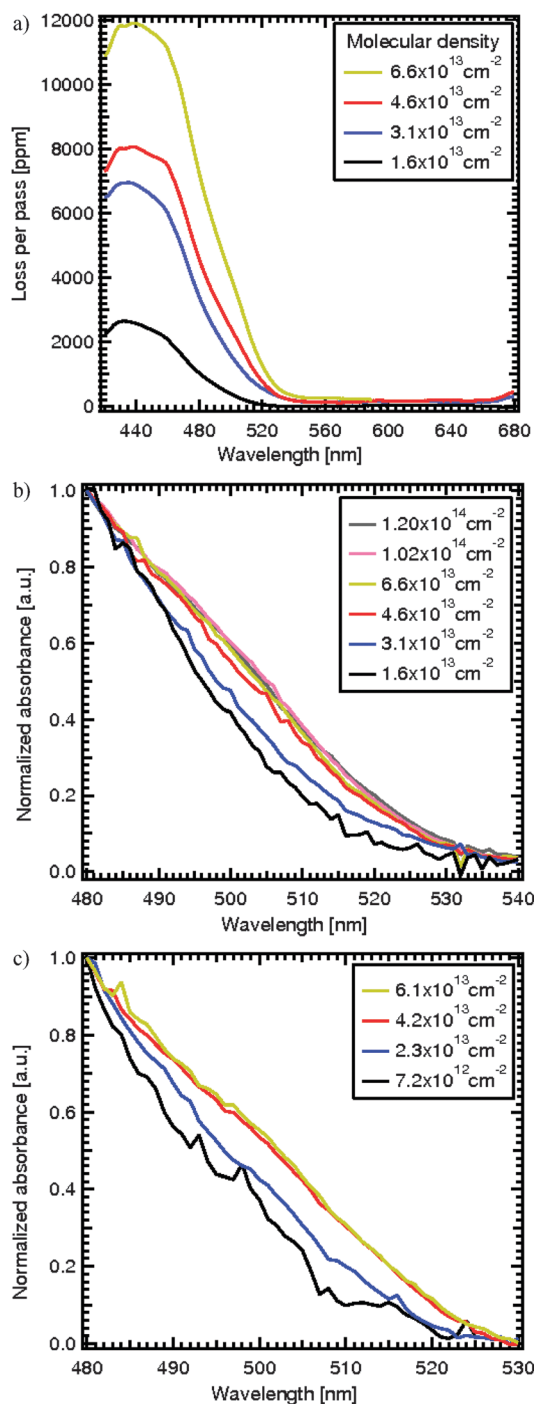 a)
12000
10000
8000
6000
4000
2000
0
Loss per pass [ppm]
Molecular density
6.6x10¹³cm⁻²
4.6x10¹³cm⁻²
3.1x10¹³cm⁻²
1.6x10¹³cm⁻²
440 480 520 560 600 640 680
Wavelength [nm]
b)
1.0
0.8
0.6
0.4
0.2
0.0
Normalized absorbance [a.u.]
1.20x10¹⁴cm⁻²
1.02x10¹⁴cm⁻²
6.6x10¹³cm⁻²
4.6x10¹³cm⁻²
3.1x10¹³cm⁻²
1.6x10¹³cm⁻²
480 490 500 510 520 530 540
Wavelength [nm]
c)
1.0
0.8
0.6
0.4
0.2
0.0
Normalized absorbance [a.u.]
6.1x10¹³cm⁻²
4.2x10¹³cm⁻²
2.3x10¹³cm⁻²
7.2x10¹²cm⁻²
480 490 500 510 520 530
Wavelength [nm]